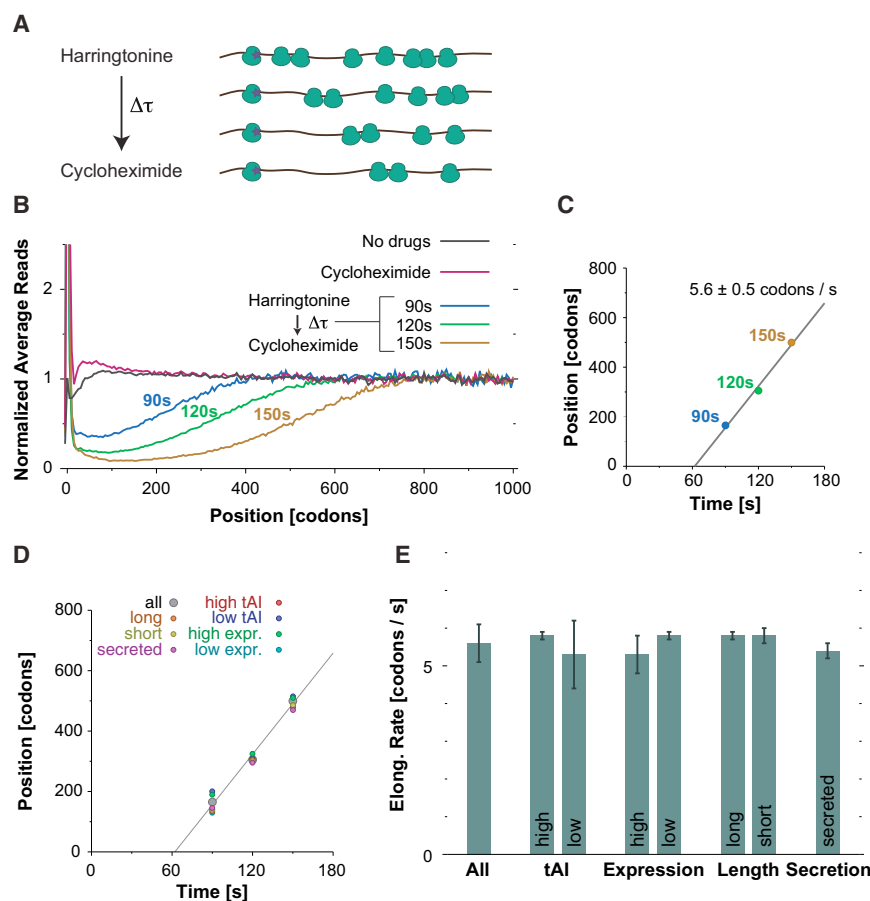 A
Harringtonine
Δτ
Cycloheximide
B
Normalized Average Reads
2
1
0
0
200
400
600
800
1000
Position [codons]
No drugs
Cycloheximide
Harringtonine
Δτ
Cycloheximide
90s
120s
150s
90s
120s
150s
C
Position [codons]
800
600
400
200
0
5.6 ± 0.5 codons / s
150s
120s
90s
0
60
120
180
Time [s]
D
Position [codons]
800
600
400
200
0
all
long
short
secreted
high tAI
low tAI
high expr.
low expr.
0
60
120
180
Time [s]
E
Elong. Rate [codons / s]
5
0
high
low
high
low
long
short
secreted
All
tAI
Expression
Length
Secretion